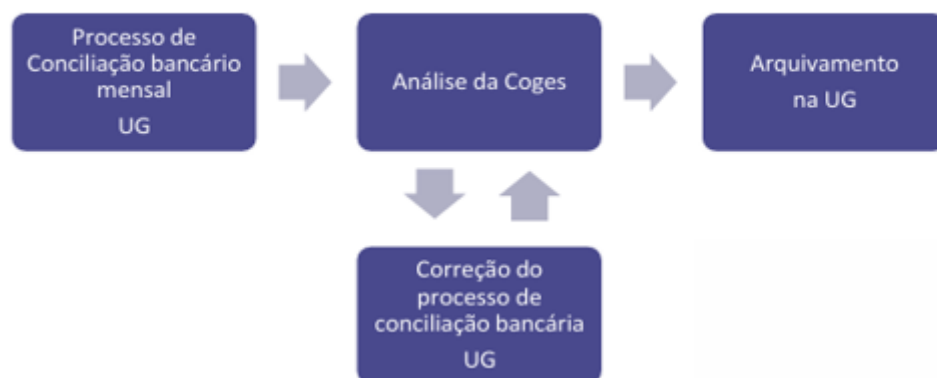 Processo de
Conciliação bancário
mensal
UG
Análise da Coges
Arquivamento
na UG
Correção do
processo de
conciliação bancária
UG